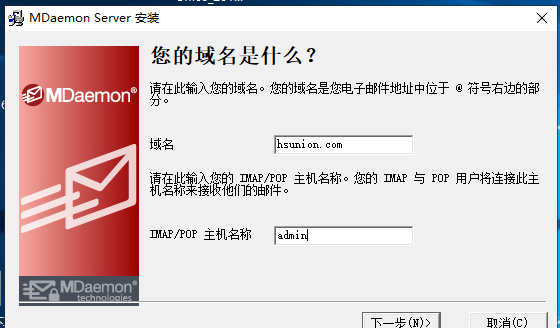 MDaemon Server 安装
您的域名是什么？
请在此输入您的域名。您的域名是您电子邮件地址中位于 @ 符号右边的部
分。
MDaemon®
域名
hsunion.com
请在此输入您的 IMAP/POP 主机名称。您的 IMAP 与 POP 用户将连接此主
机名称来接收他们的邮件。
IMAP/POP 主机名称
admin
MDaemon
technologies
下一步(N)>
取消(C)